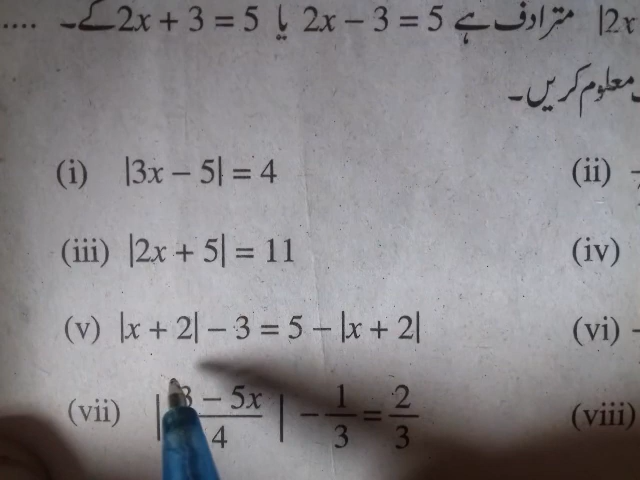 |2x مترادف ہے 2x − 3 = 5 یا 2x + 3 = 5 کے۔ ....
معلوم کریں۔
(i) |3x − 5| = 4 (ii)
(iii) |2x + 5| = 11 (iv)
(v) |x + 2| − 3 = 5 − |x + 2| (vi) −
(vii) |(3 − 5x)/4| − 1/3 = 2/3 (viii)